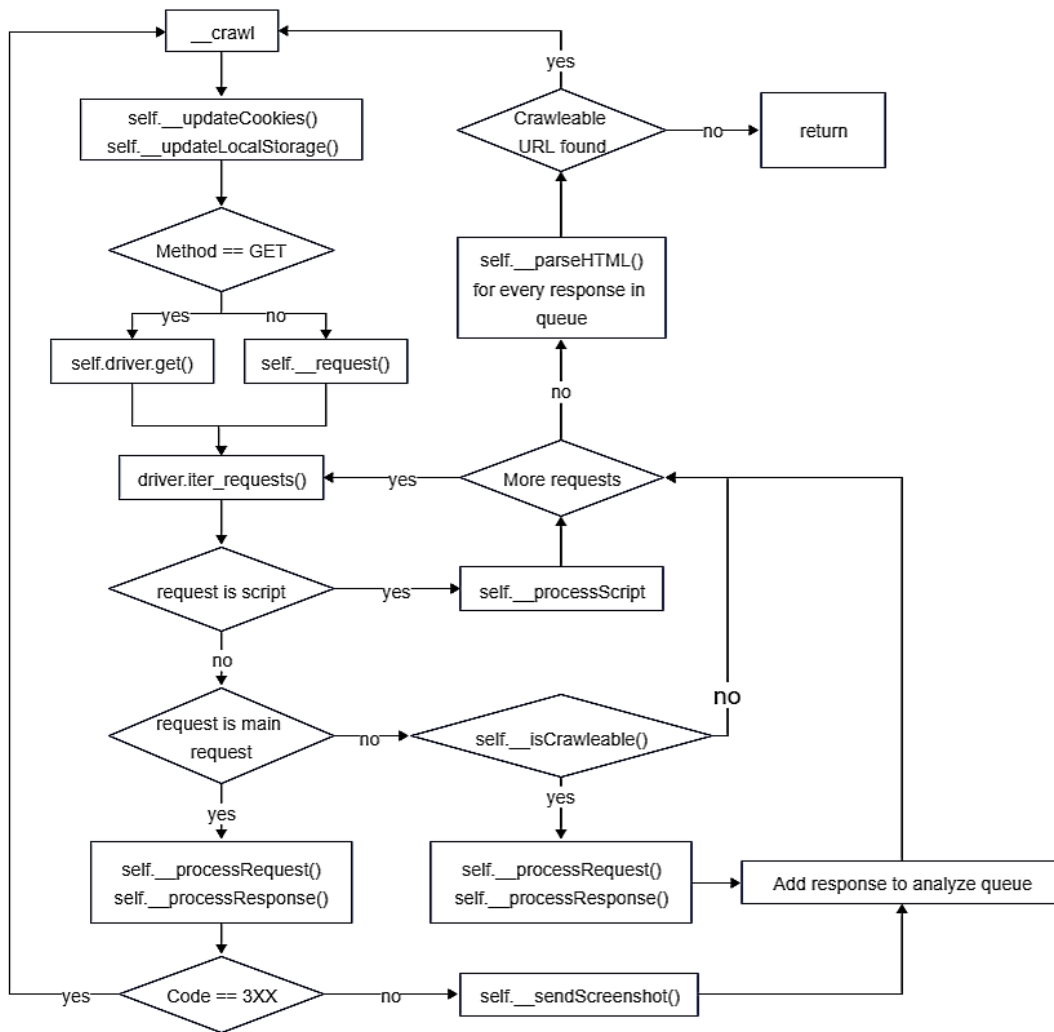 __crawl
yes
self.__updateCookies()
self.__updateLocalStorage()
Crawleable
URL found
no
return
Method == GET
self.__parseHTML()
for every response in
queue
yes
no
self.driver.get()
self.__request()
no
driver.iter_requests()
yes
More requests
request is script
yes
self.__processScript
no
request is main
request
no
self.__isCrawleable()
no
yes
yes
self.__processRequest()
self.__processResponse()
self.__processRequest()
self.__processResponse()
Add response to analyze queue
yes
Code == 3XX
no
self.__sendScreenshot()